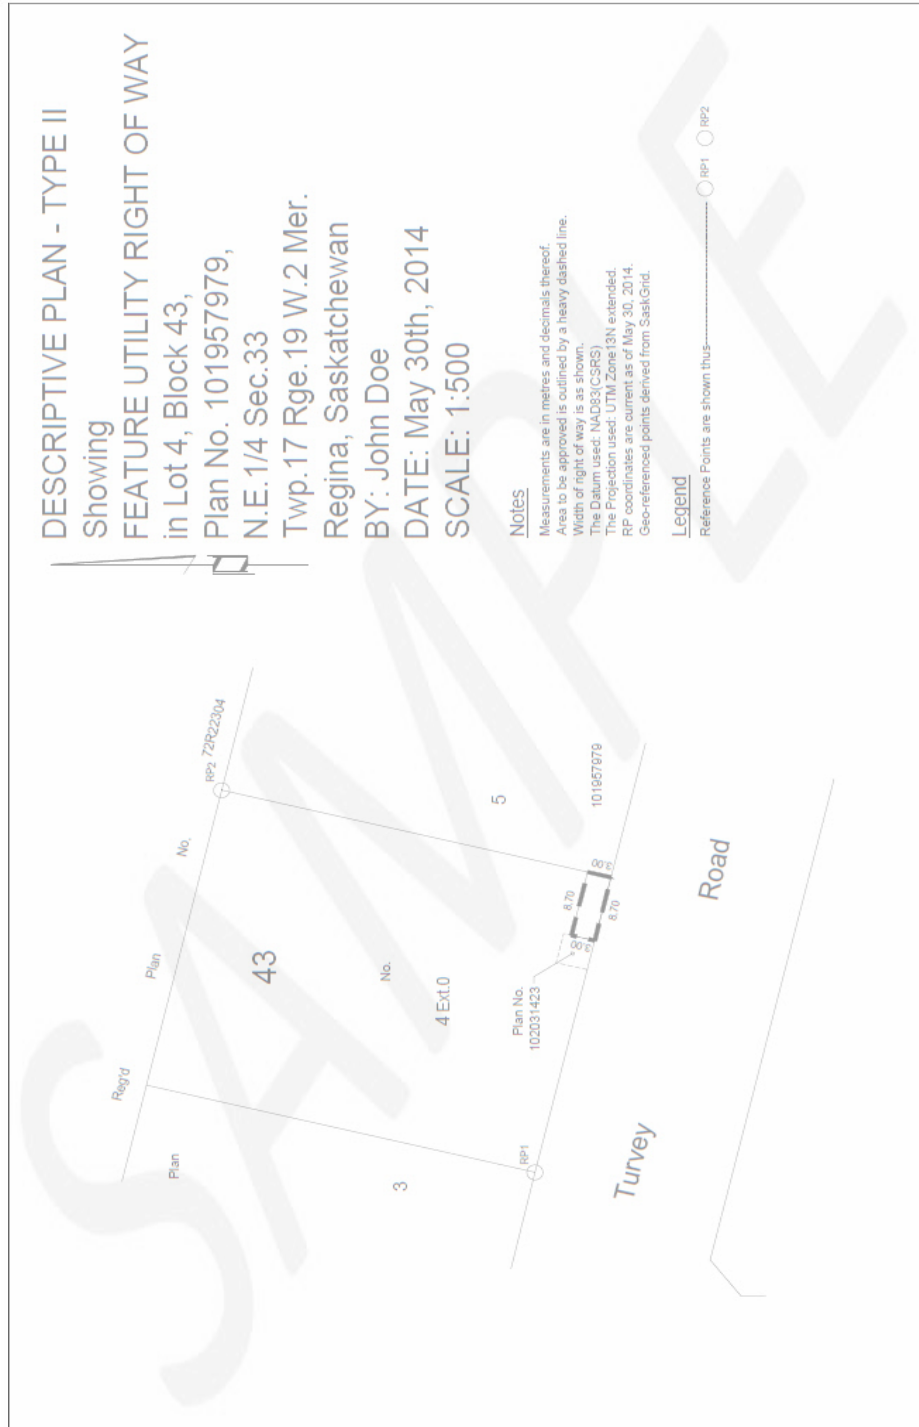 DESCRIPTIVE PLAN - TYPE II
Showing
FEATURE UTILITY RIGHT OF WAY
in Lot 4, Block 43,
Plan No. 101957979,
N.E.1/4 Sec.33
Twp.17 Rge.19 W.2 Mer.
Regina, Saskatchewan
BY: John Doe
DATE: May 30th, 2014
SCALE: 1:500
Notes
Measurements are in metres and decimals thereof.
Area to be approved is outlined by a heavy dashed line.
Width of right of way is as shown.
The Datum used: NAD83(CSRS)
The Projection used: UTM Zone13N extended.
RP coordinates are current as of May 30, 2014.
Geo-referenced points derived from SaskGrid.
Legend
Reference Points are shown thus RP1 RP2
Reg'd Plan No. RP2 72R22304
Plan
43
No.
3
4 Ext.0
5
Plan No.
102031423
8.70
8.70
101957979
RP1
Turvey Road
SAMPLE